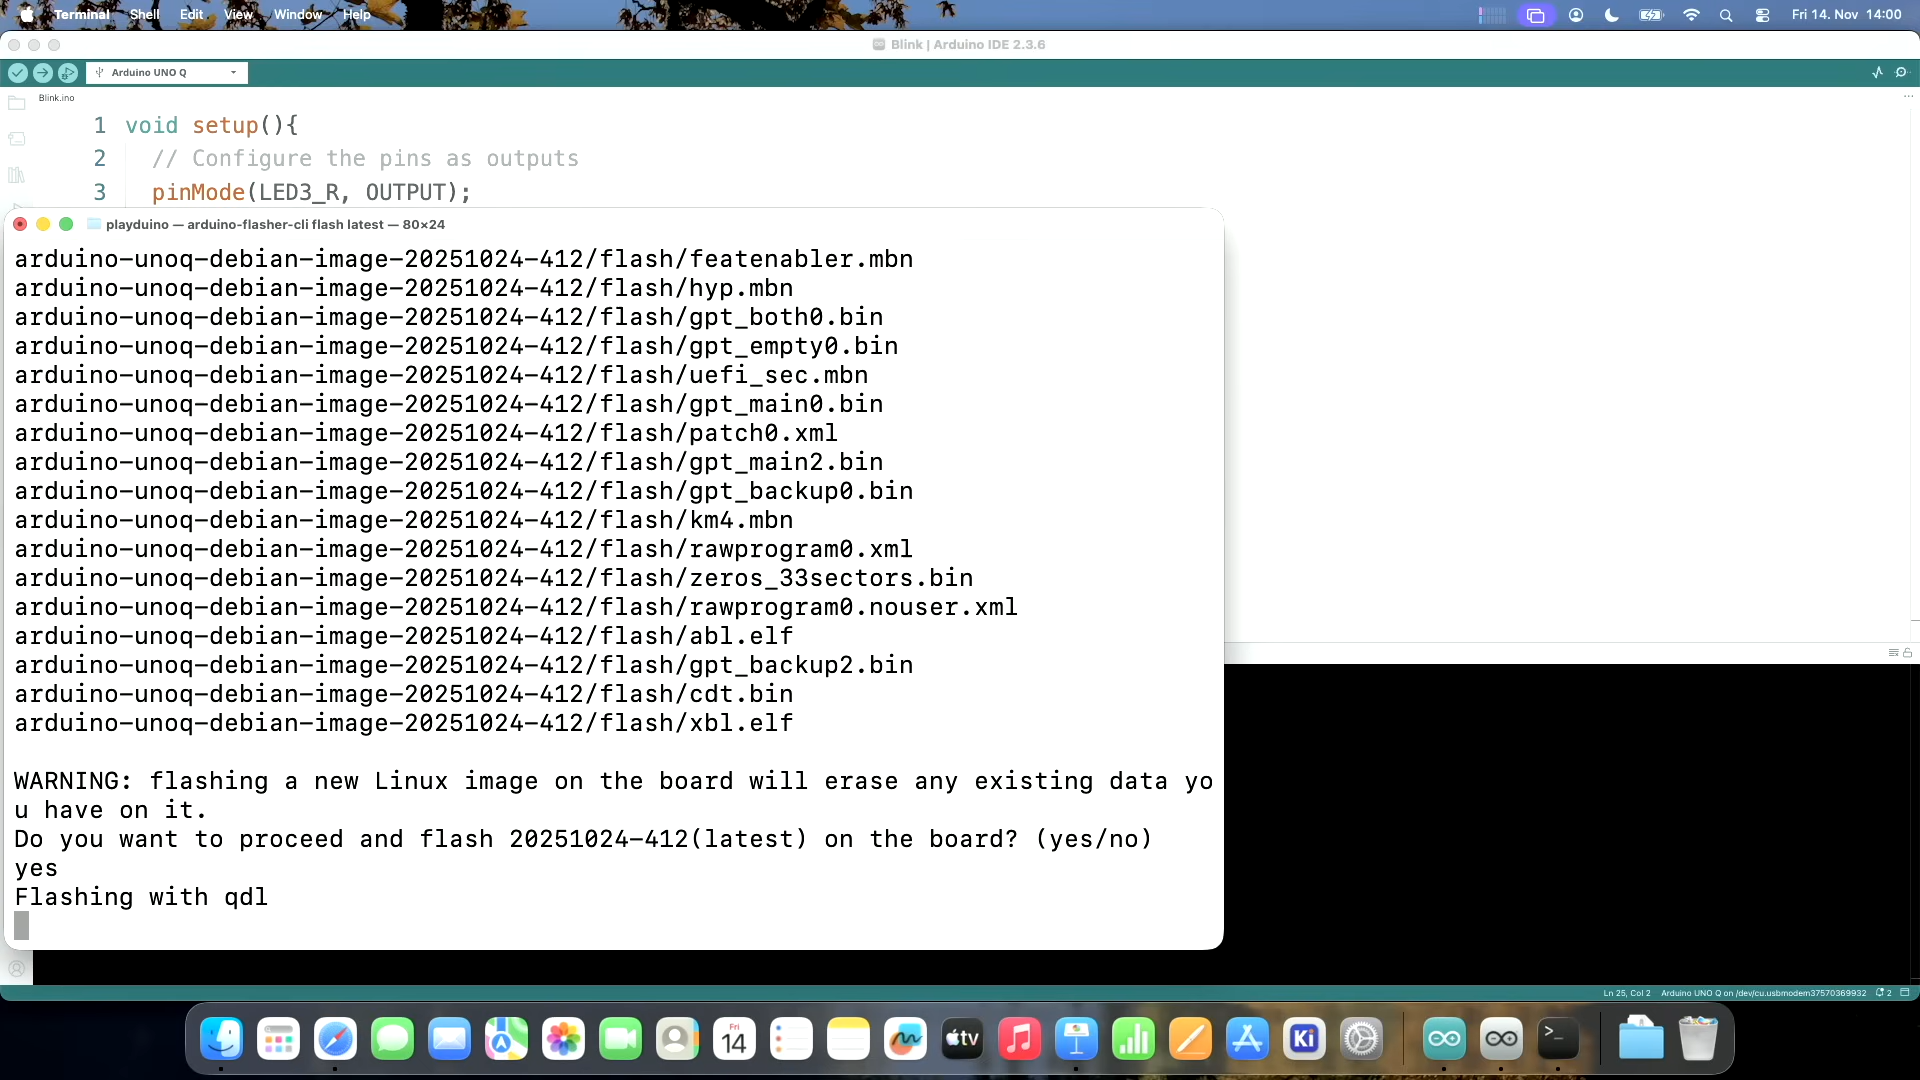 Terminal Shell Edit View Window Help
Fri 14. Nov 14:00
Blink | Arduino IDE 2.3.6
Arduino UNO Q
Blink.ino
1 void setup(){
2 // Configure the pins as outputs
3 pinMode(LED3_R, OUTPUT);
playduino — arduino-flasher-cli flash latest — 80×24
arduino-unoq-debian-image-20251024-412/flash/featenabler.mbn
arduino-unoq-debian-image-20251024-412/flash/hyp.mbn
arduino-unoq-debian-image-20251024-412/flash/gpt_both0.bin
arduino-unoq-debian-image-20251024-412/flash/gpt_empty0.bin
arduino-unoq-debian-image-20251024-412/flash/uefi_sec.mbn
arduino-unoq-debian-image-20251024-412/flash/gpt_main0.bin
arduino-unoq-debian-image-20251024-412/flash/patch0.xml
arduino-unoq-debian-image-20251024-412/flash/gpt_main2.bin
arduino-unoq-debian-image-20251024-412/flash/gpt_backup0.bin
arduino-unoq-debian-image-20251024-412/flash/km4.mbn
arduino-unoq-debian-image-20251024-412/flash/rawprogram0.xml
arduino-unoq-debian-image-20251024-412/flash/zeros_33sectors.bin
arduino-unoq-debian-image-20251024-412/flash/rawprogram0.nouser.xml
arduino-unoq-debian-image-20251024-412/flash/abl.elf
arduino-unoq-debian-image-20251024-412/flash/gpt_backup2.bin
arduino-unoq-debian-image-20251024-412/flash/cdt.bin
arduino-unoq-debian-image-20251024-412/flash/xbl.elf
WARNING: flashing a new Linux image on the board will erase any existing data yo
u have on it.
Do you want to proceed and flash 20251024-412(latest) on the board? (yes/no)
yes
Flashing with qdl
Ln 25, Col 2 Arduino UNO Q on /dev/cu.usbmodem37570369932 2
Fri
14
tv
Ki